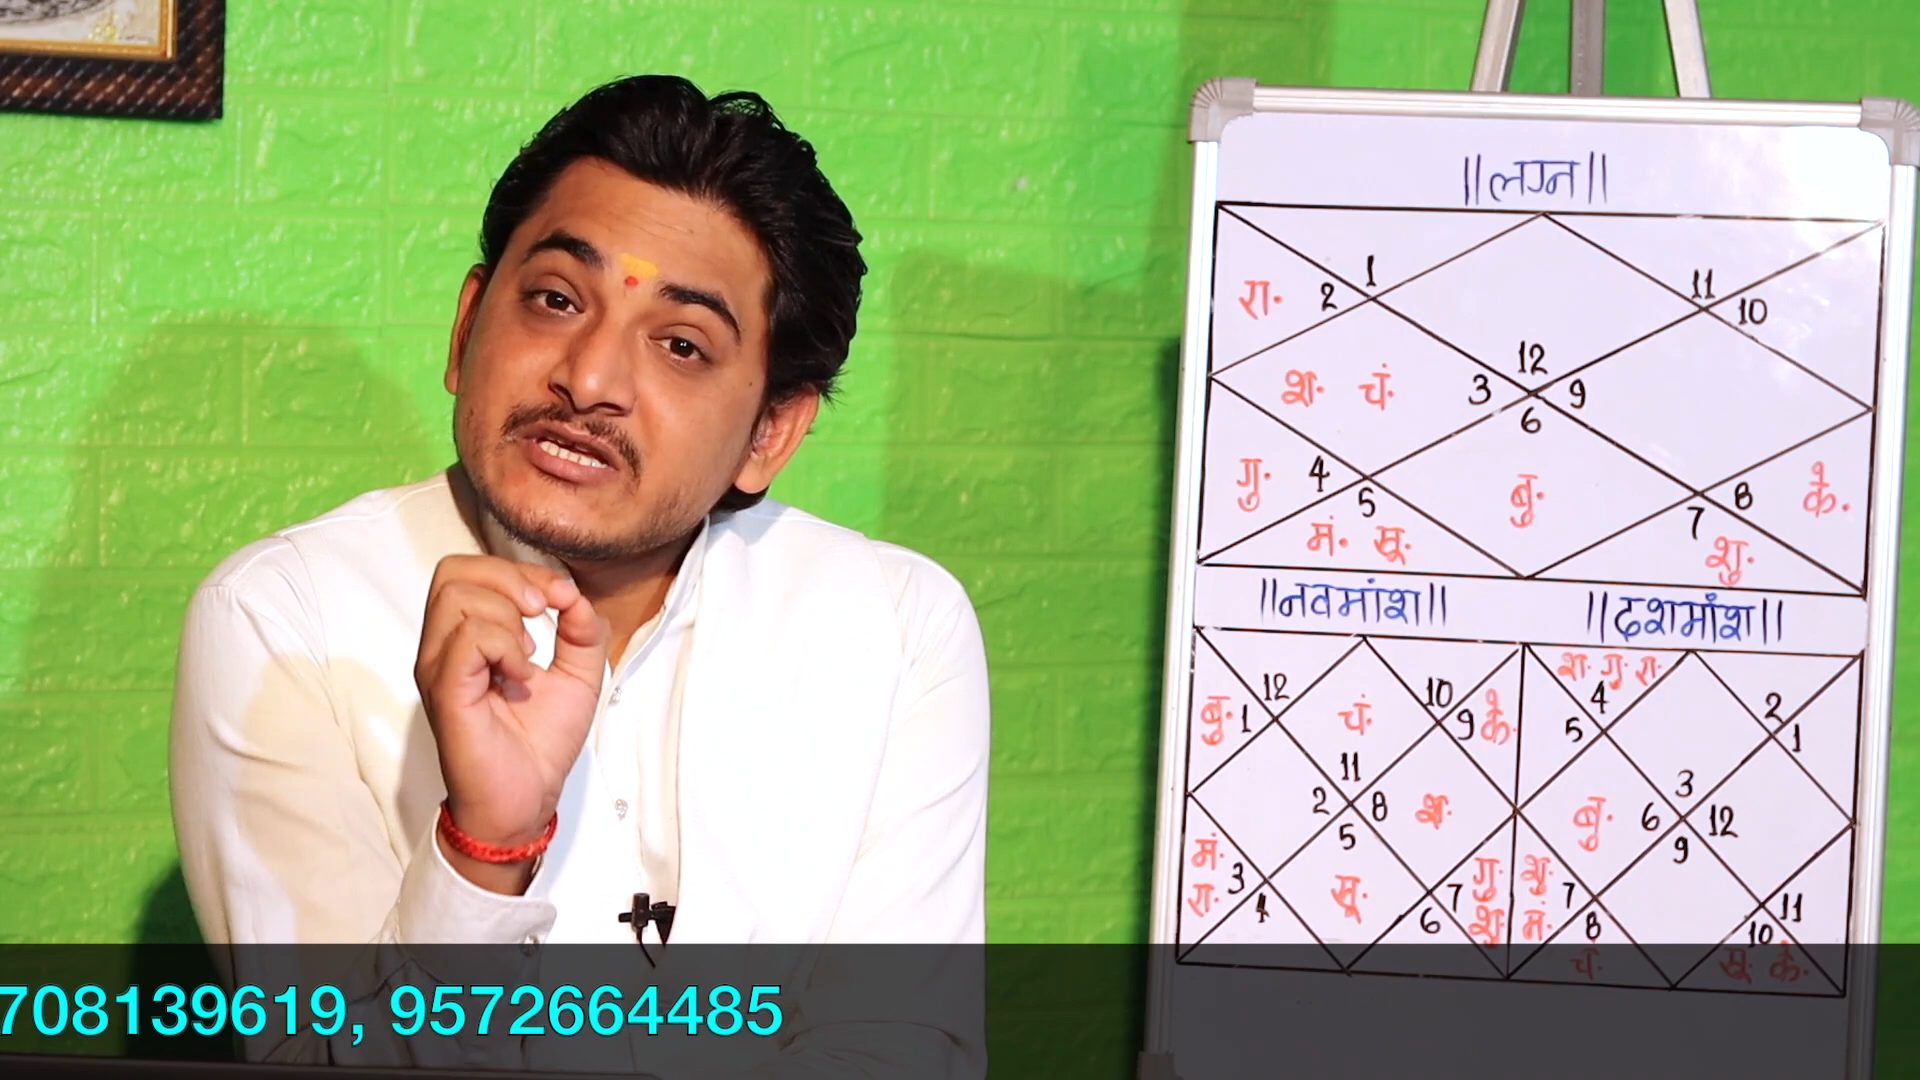 ||लग्न||
1
11
रा. 2
10
12
श. चं. 3
9
6
गु. 4
बु.
8 के.
5
7
मं. सू.
शु.
||नवमांश|| ||दशमांश||
श. गु. रा.
12
10
4
2
बु. 1
चं.
9 के.
5
1
11
3
2
8 श.
बु. 6
12
5
9
मं.
रा. 3
4
सू.
6
7
गु.
शु.
शु.
मं.
7
8
चं.
11
10
सू. के.
708139619, 9572664485